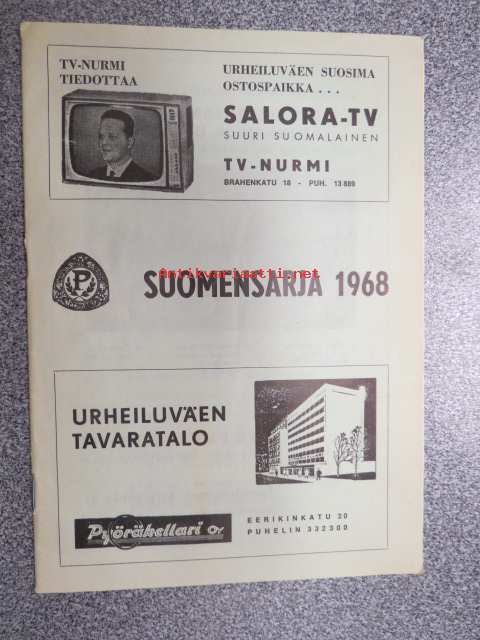 TV-NURMI
TIEDOTTAA
URHEILUVÄEN SUOSIMA
OSTOSPAIKKA . . .
SALORA-TV
SUURI SUOMALAINEN
TV-NURMI
BRAHENKATU 18 - PUH. 13 889
Antikvariaatti.net
P
SUOMENSARJA 1968
URHEILUVÄEN
TAVARATALO
Pyöräkellari Oy
EERIKINKATU 30
PUHELIN 332300